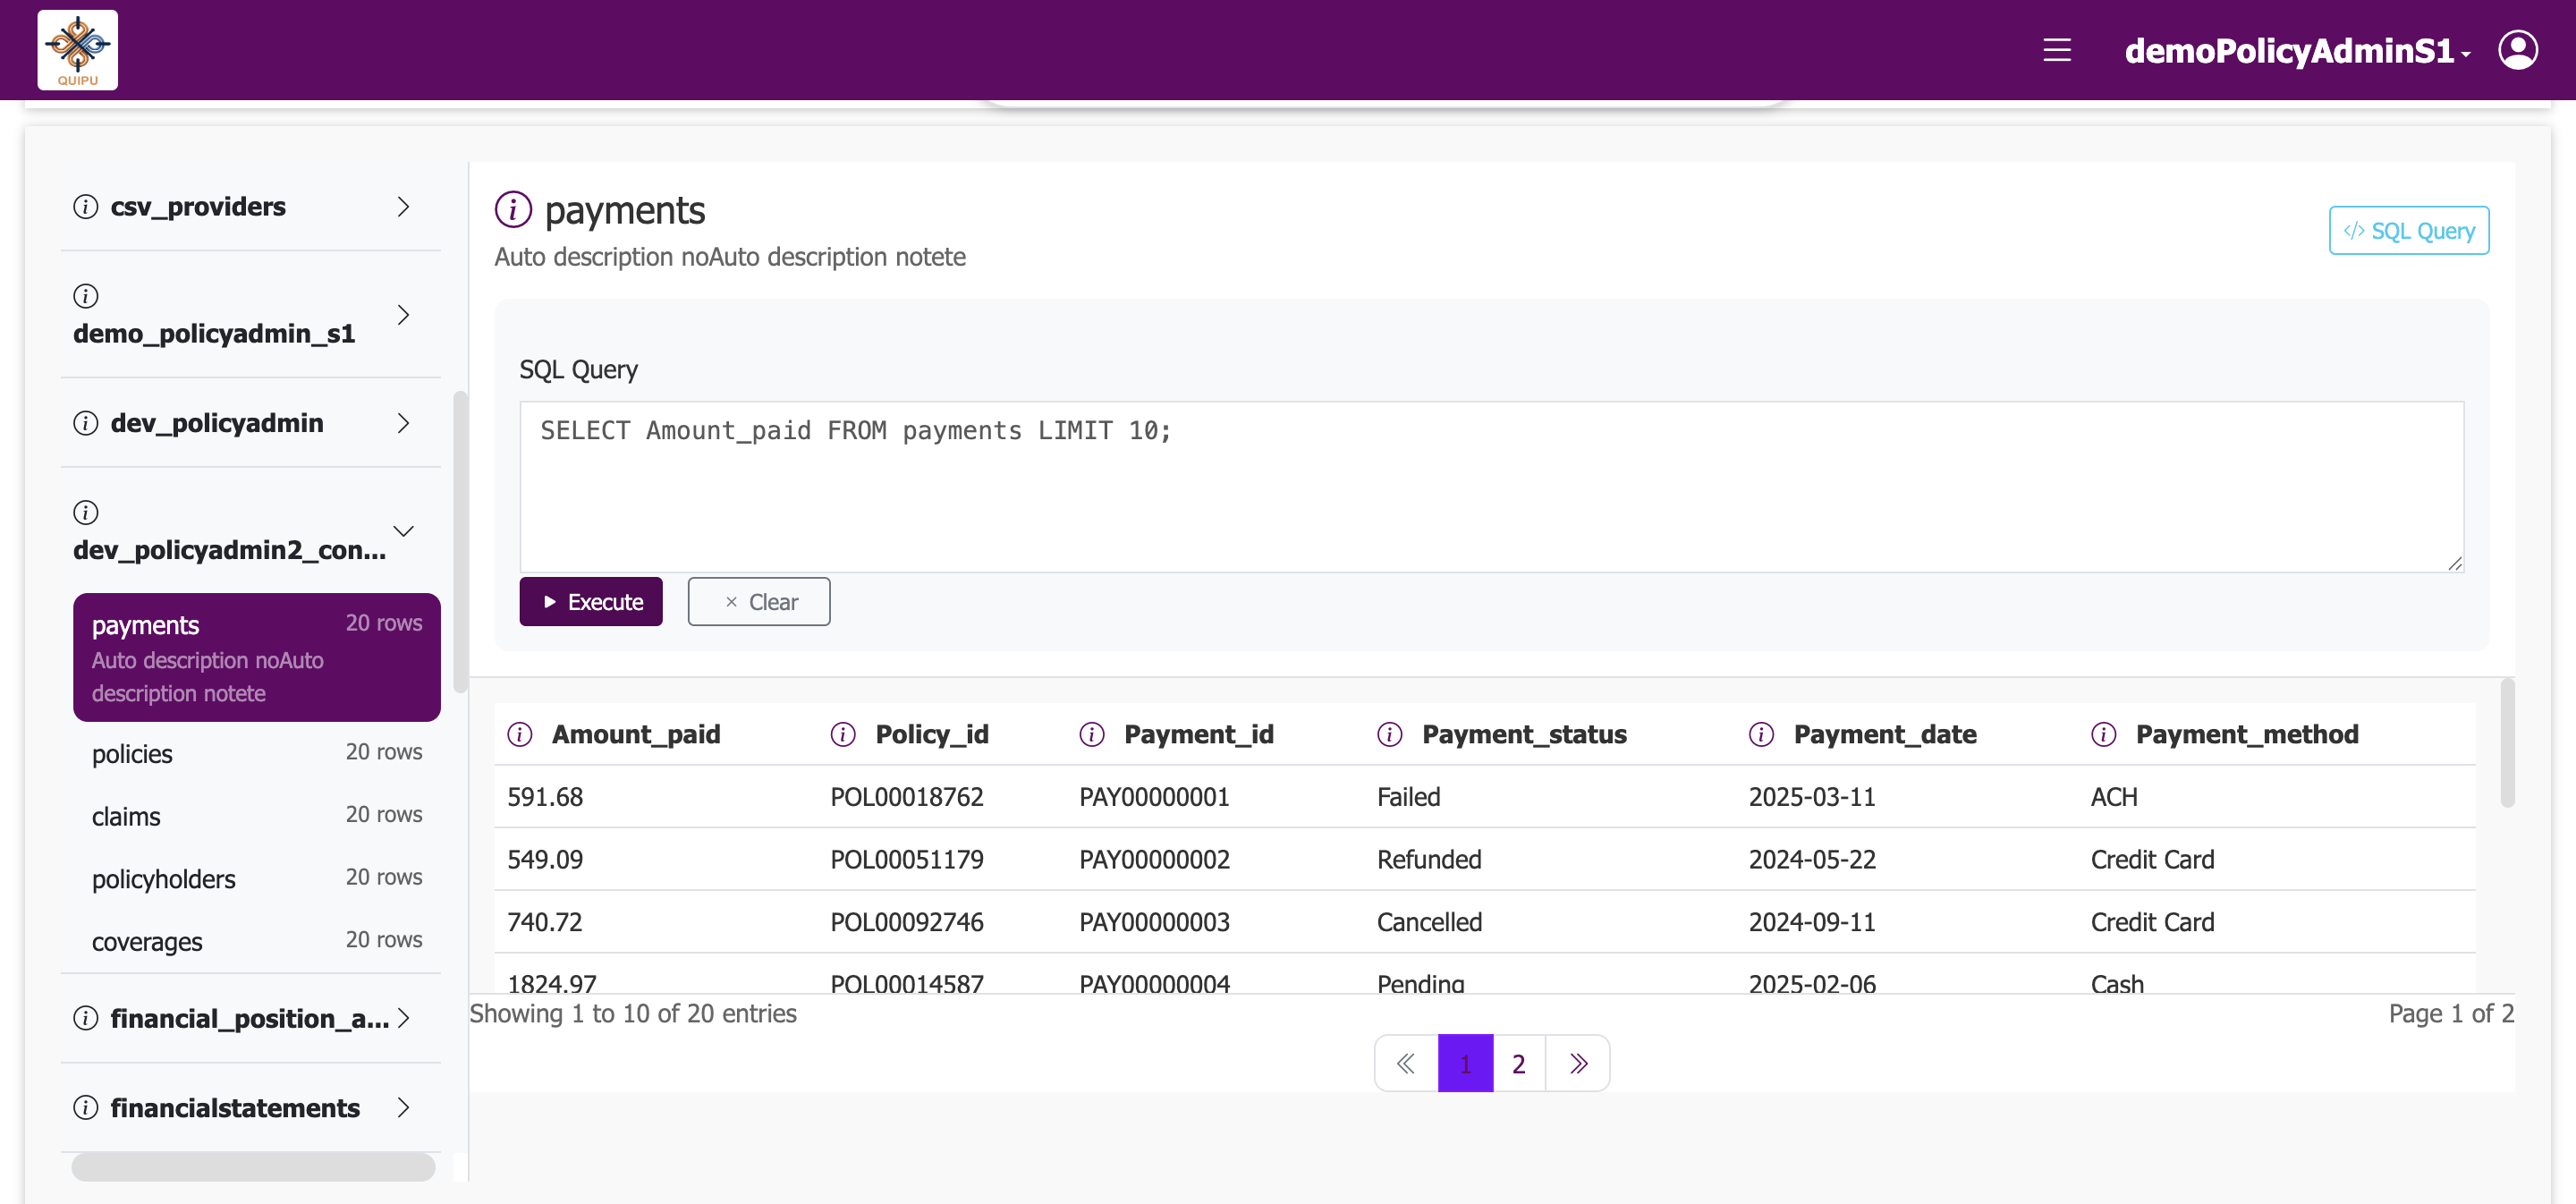 QUIPU
demoPolicyAdminS1
csv_providers
demo_policyadmin_s1
dev_policyadmin
dev_policyadmin2_con...
payments 20 rows
Auto description noAuto
description notete
policies 20 rows
claims 20 rows
policyholders 20 rows
coverages 20 rows
financial_position_a...
financialstatements
payments
Auto description noAuto description notete
</> SQL Query
SQL Query
SELECT Amount_paid FROM payments LIMIT 10;
Execute × Clear
Amount_paid Policy_id Payment_id Payment_status Payment_date Payment_method
591.68 POL00018762 PAY00000001 Failed 2025-03-11 ACH
549.09 POL00051179 PAY00000002 Refunded 2024-05-22 Credit Card
740.72 POL00092746 PAY00000003 Cancelled 2024-09-11 Credit Card
1824.97 POL00014587 PAY00000004 Pending 2025-02-06 Cash
Showing 1 to 10 of 20 entries Page 1 of 2
« 1 2 »